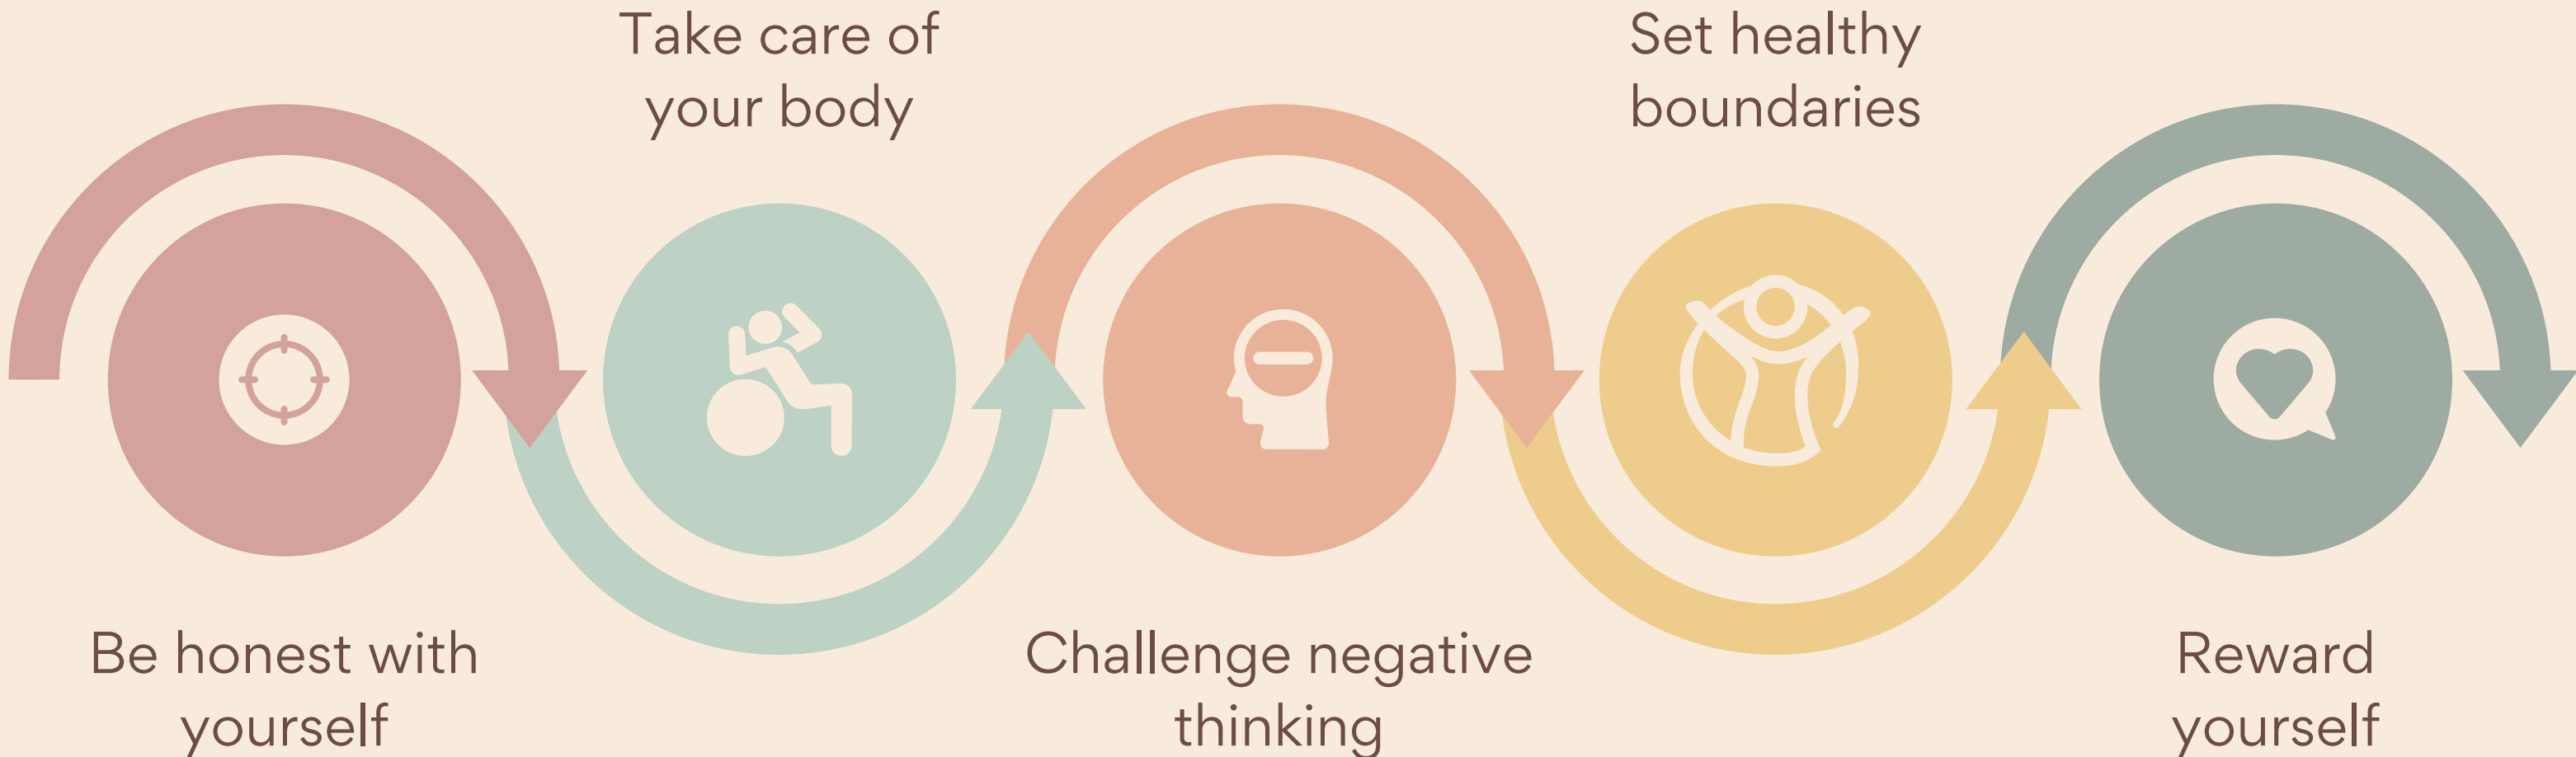 Be honest with
yourself
Take care of
your body
Challenge negative
thinking
Set healthy
boundaries
Reward
yourself